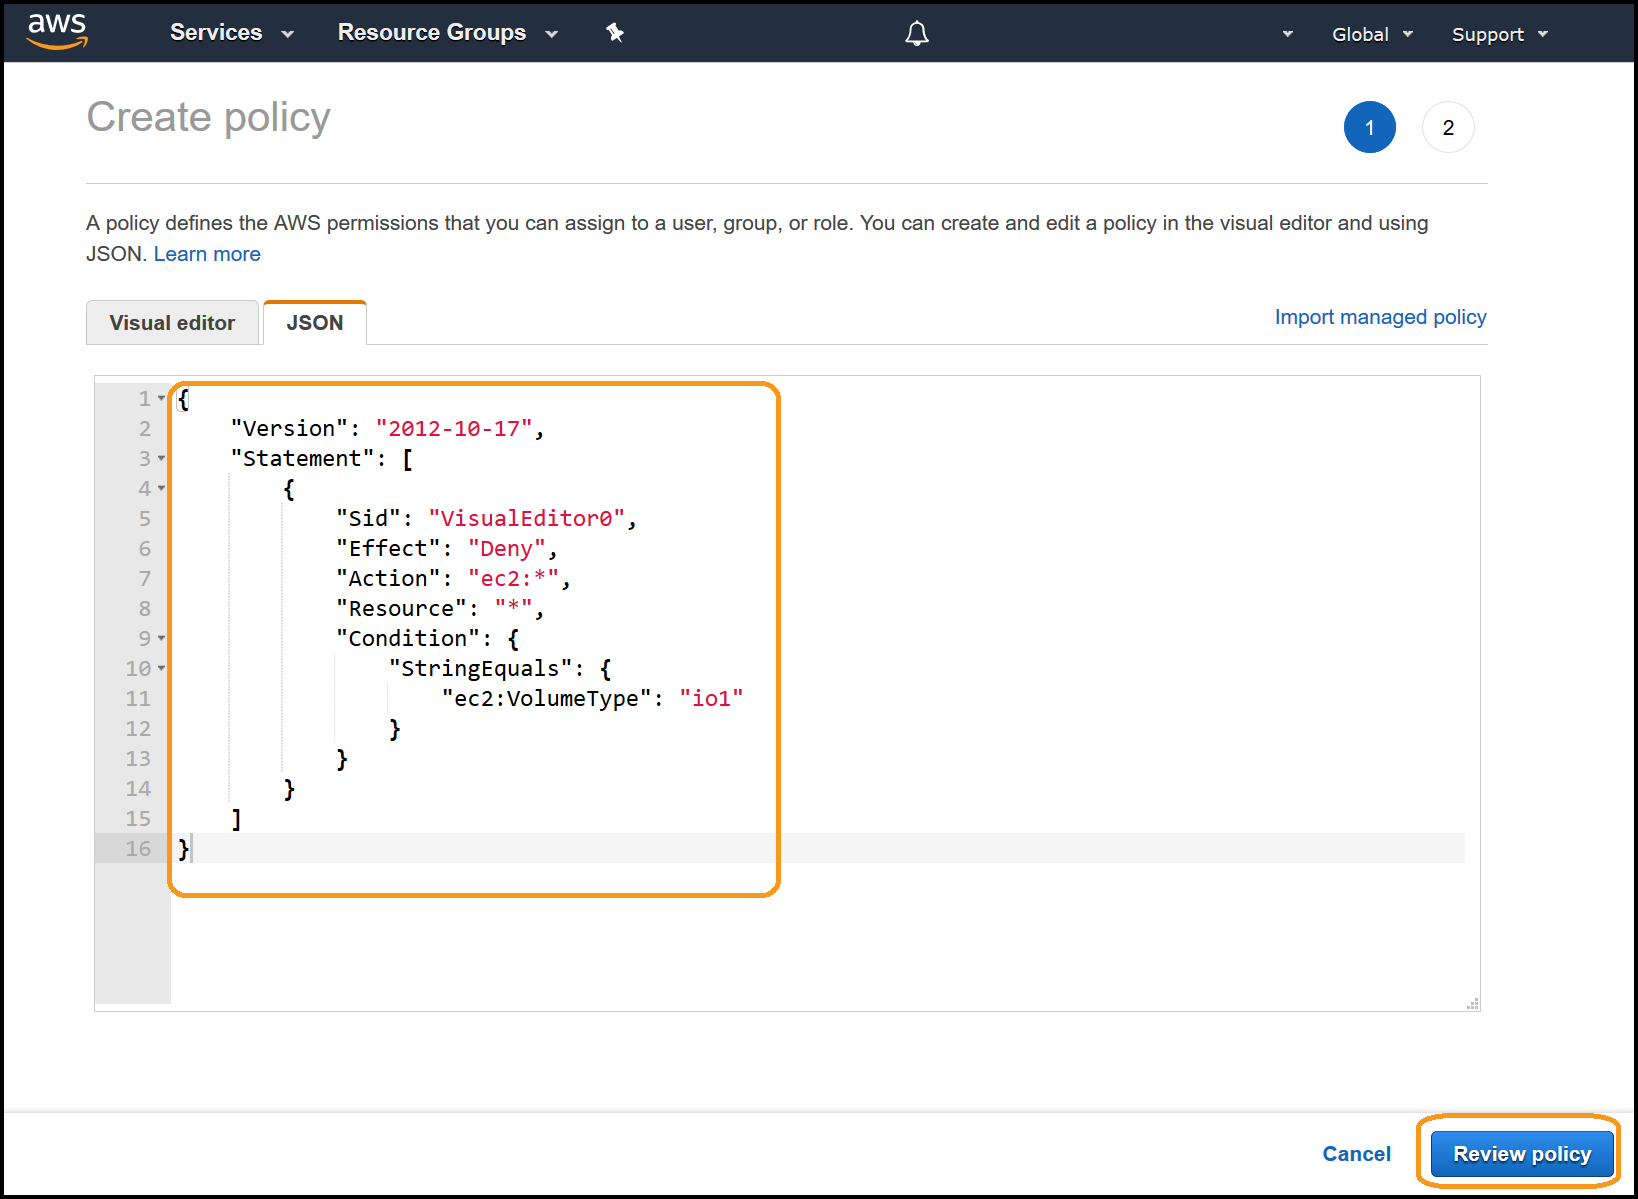 aws Services Resource Groups Global Support
Create policy
1 2
A policy defines the AWS permissions that you can assign to a user, group, or role. You can create and edit a policy in the visual editor and using
JSON. Learn more
Visual editor JSON Import managed policy
1 {
2     "Version": "2012-10-17",
3     "Statement": [
4         {
5             "Sid": "VisualEditor0",
6             "Effect": "Deny",
7             "Action": "ec2:*",
8             "Resource": "*",
9             "Condition": {
10                 "StringEquals": {
11                     "ec2:VolumeType": "io1"
12                 }
13             }
14         }
15     ]
16 }
Cancel Review policy